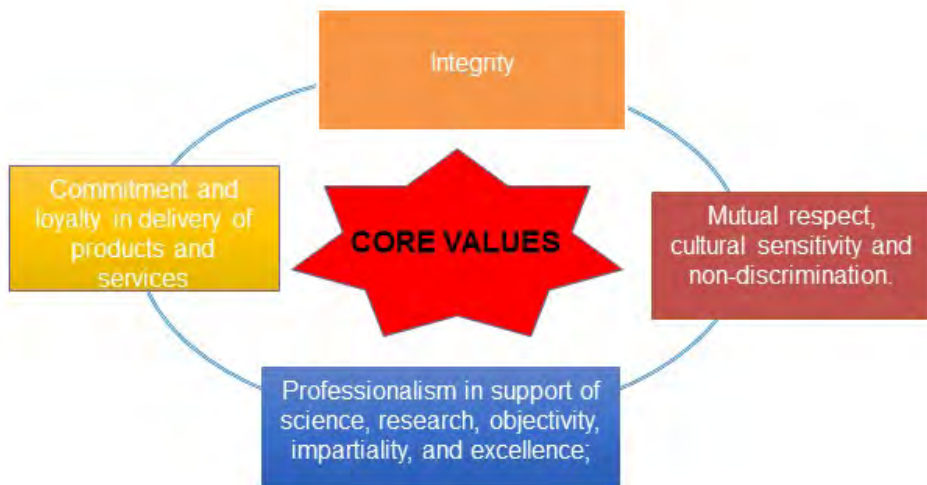 Integrity
Commitment and
loyalty in delivery of
products and
services
CORE VALUES
Mutual respect,
cultural sensitivity and
non-discrimination.
Professionalism in support of
science, research, objectivity,
impartiality, and excellence;